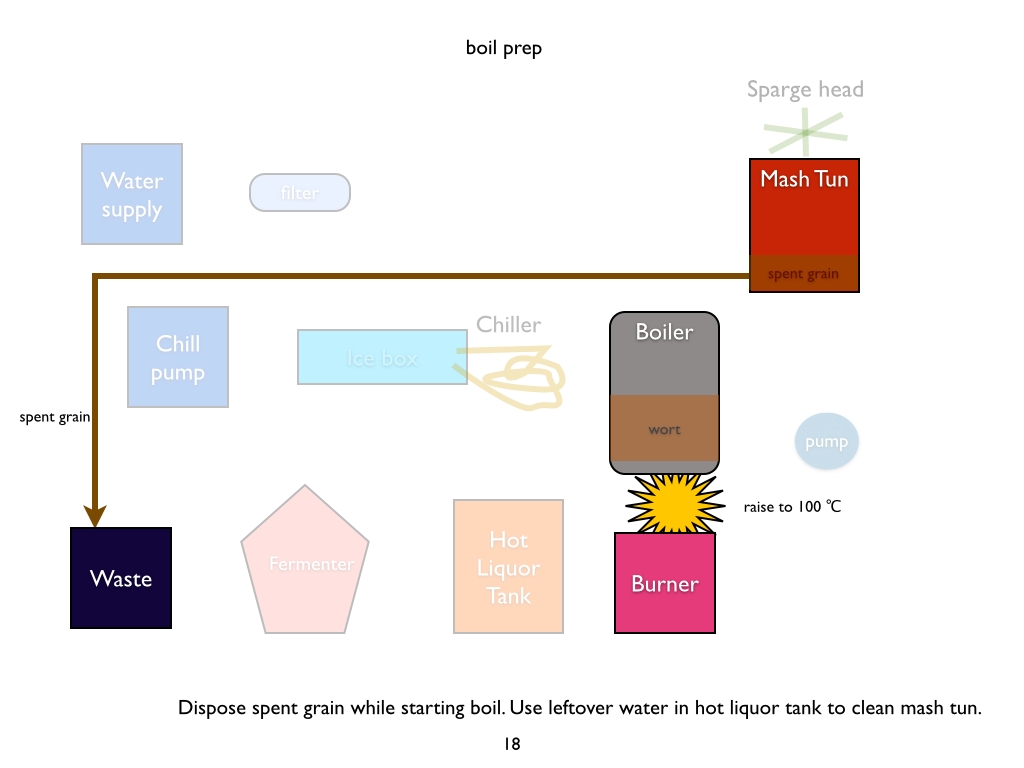 boil prep
Sparge head
Mash Tun
Water
supply
filter
spent grain
Chiller
Boiler
Chill
pump
Ice box
spent grain
wort
pump
raise to 100 °C
Hot
Liquor
Tank
Fermenter
Waste
Burner
Dispose spent grain while starting boil. Use leftover water in hot liquor tank to clean mash tun.
18